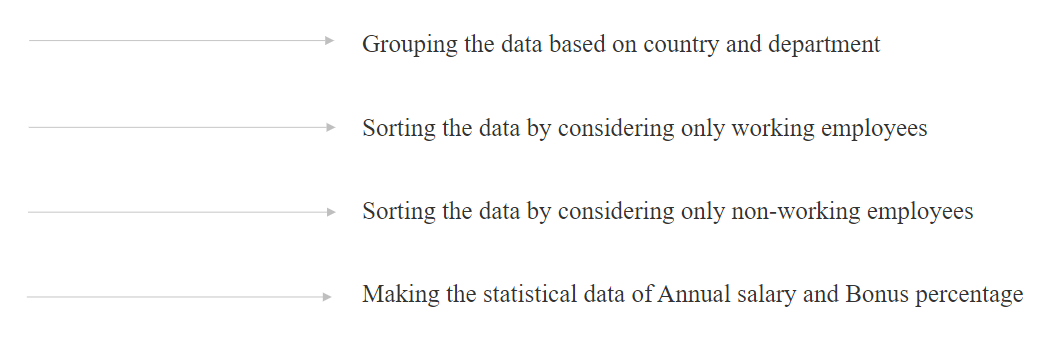 Grouping the data based on country and department
Sorting the data by considering only working employees
Sorting the data by considering only non-working employees
Making the statistical data of Annual salary and Bonus percentage